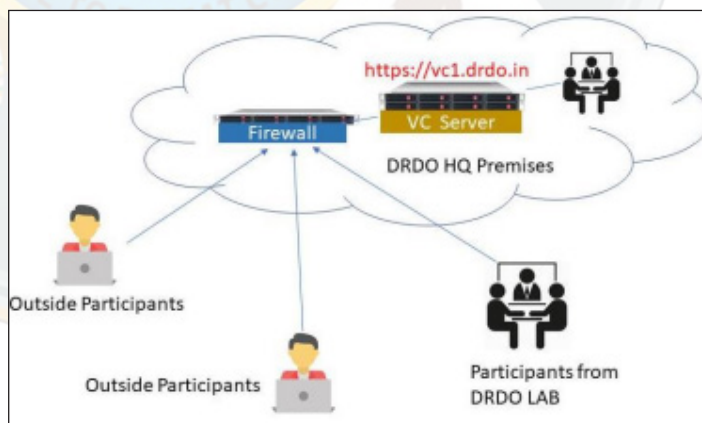 https://vc1.drdo.in
Firewall
VC Server
DRDO HQ Premises
Outside Participants
Outside Participants
Participants from
DRDO LAB